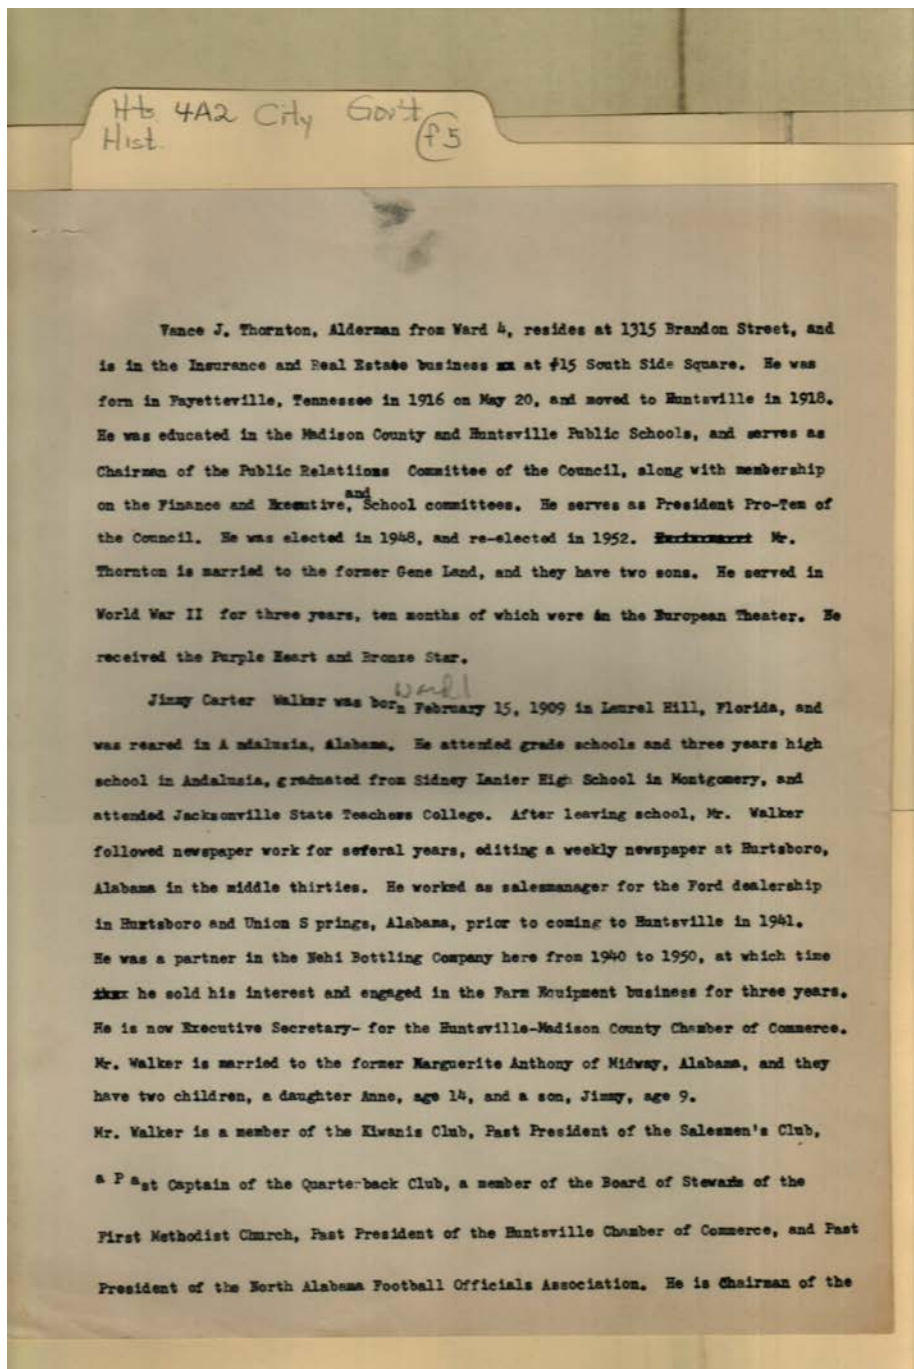 Hts 4A2 City Gov't
Hist. f5
Vance J. Thornton, Alderman from Ward 4, resides at 1315 Brandon Street, and
is in the Insurance and Real Estate business at #15 South Side Square. He was
forn in Fayetteville, Tennessee in 1916 on May 20, and moved to Huntsville in 1918.
He was educated in the Madison County and Huntsville Public Schools, and serves as
Chairman of the Public Relatiions Committee of the Council, along with membership
on the Finance and Executive, and School committees. He serves as President Pro-Tem of
the Council. He was elected in 1948, and re-elected in 1952. Mr.
Thornton is married to the former Gene Land, and they have two sons. He served in
World War II for three years, ten months of which were in the European Theater. He
received the Purple Heart and Bronze Star.
Ward 1
Jimmy Carter Walker was born February 15, 1909 in Laurel Hill, Florida, and
was reared in A ndalusia, Alabama. He attended grade schools and three years high
school in Andalusia, graduated from Sidney Lanier High School in Montgomery, and
attended Jacksonville State Teachers College. After leaving school, Mr. Walker
followed newspaper work for seferal years, editing a weekly newspaper at Hurtsboro,
Alabama in the middle thirties. He worked as salesmanager for the Ford dealership
in Hurtsboro and Union S prings, Alabama, prior to coming to Huntsville in 1941.
He was a partner in the Nehi Bottling Company here from 1940 to 1950, at which time
he sold his interest and engaged in the Farm Equipment business for three years.
He is now Executive Secretary- for the Huntsville-Madison County Chamber of Commerce.
Mr. Walker is married to the former Marguerite Anthony of Midway, Alabama, and they
have two children, a daughter Anne, age 14, and a son, Jimmy, age 9.
Mr. Walker is a member of the Kiwanis Club, Past President of the Salesmen's Club,
a P ast Captain of the Quarterback Club, a member of the Board of Stewards of the
First Methodist Church, Past President of the Huntsville Chamber of Commerce, and Past
President of the North Alabama Football Officials Association. He is Chairman of the